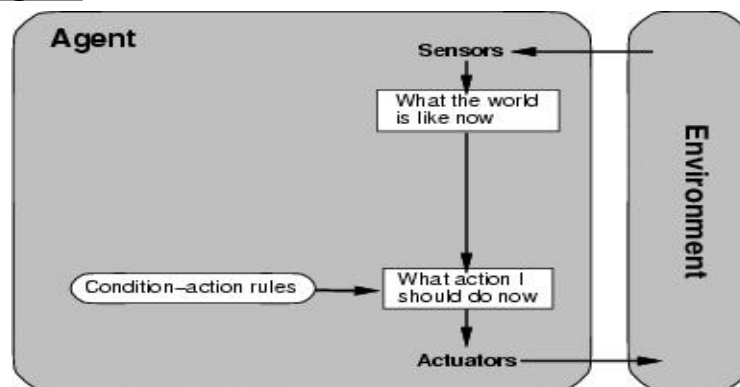 Agent
Sensors
What the world
is like now
Environment
Condition–action rules
What action I
should do now
Actuators